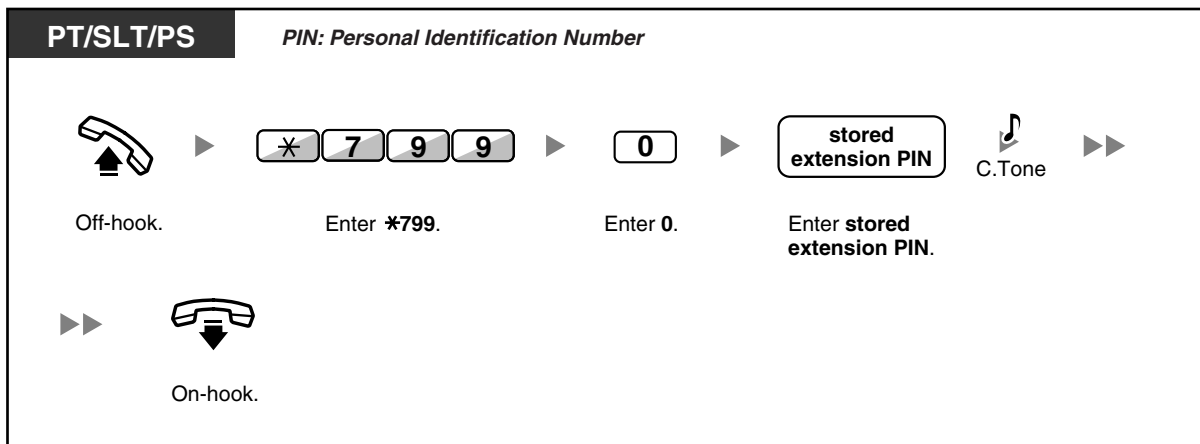 PT/SLT/PS
PIN: Personal Identification Number
* 7 9 9
0
stored
extension PIN
C.Tone
Off-hook.
Enter *799.
Enter 0.
Enter stored
extension PIN.
On-hook.